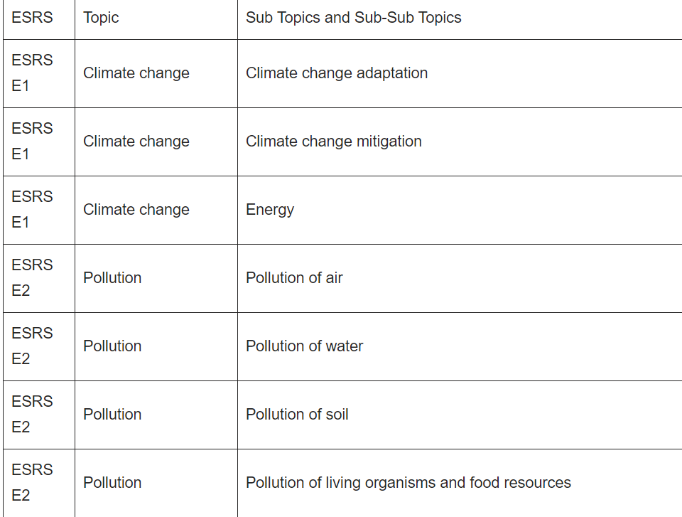 ESRS Topic Sub Topics and Sub-Sub Topics
ESRS E1 Climate change Climate change adaptation
ESRS E1 Climate change Climate change mitigation
ESRS E1 Climate change Energy
ESRS E2 Pollution Pollution of air
ESRS E2 Pollution Pollution of water
ESRS E2 Pollution Pollution of soil
ESRS E2 Pollution Pollution of living organisms and food resources